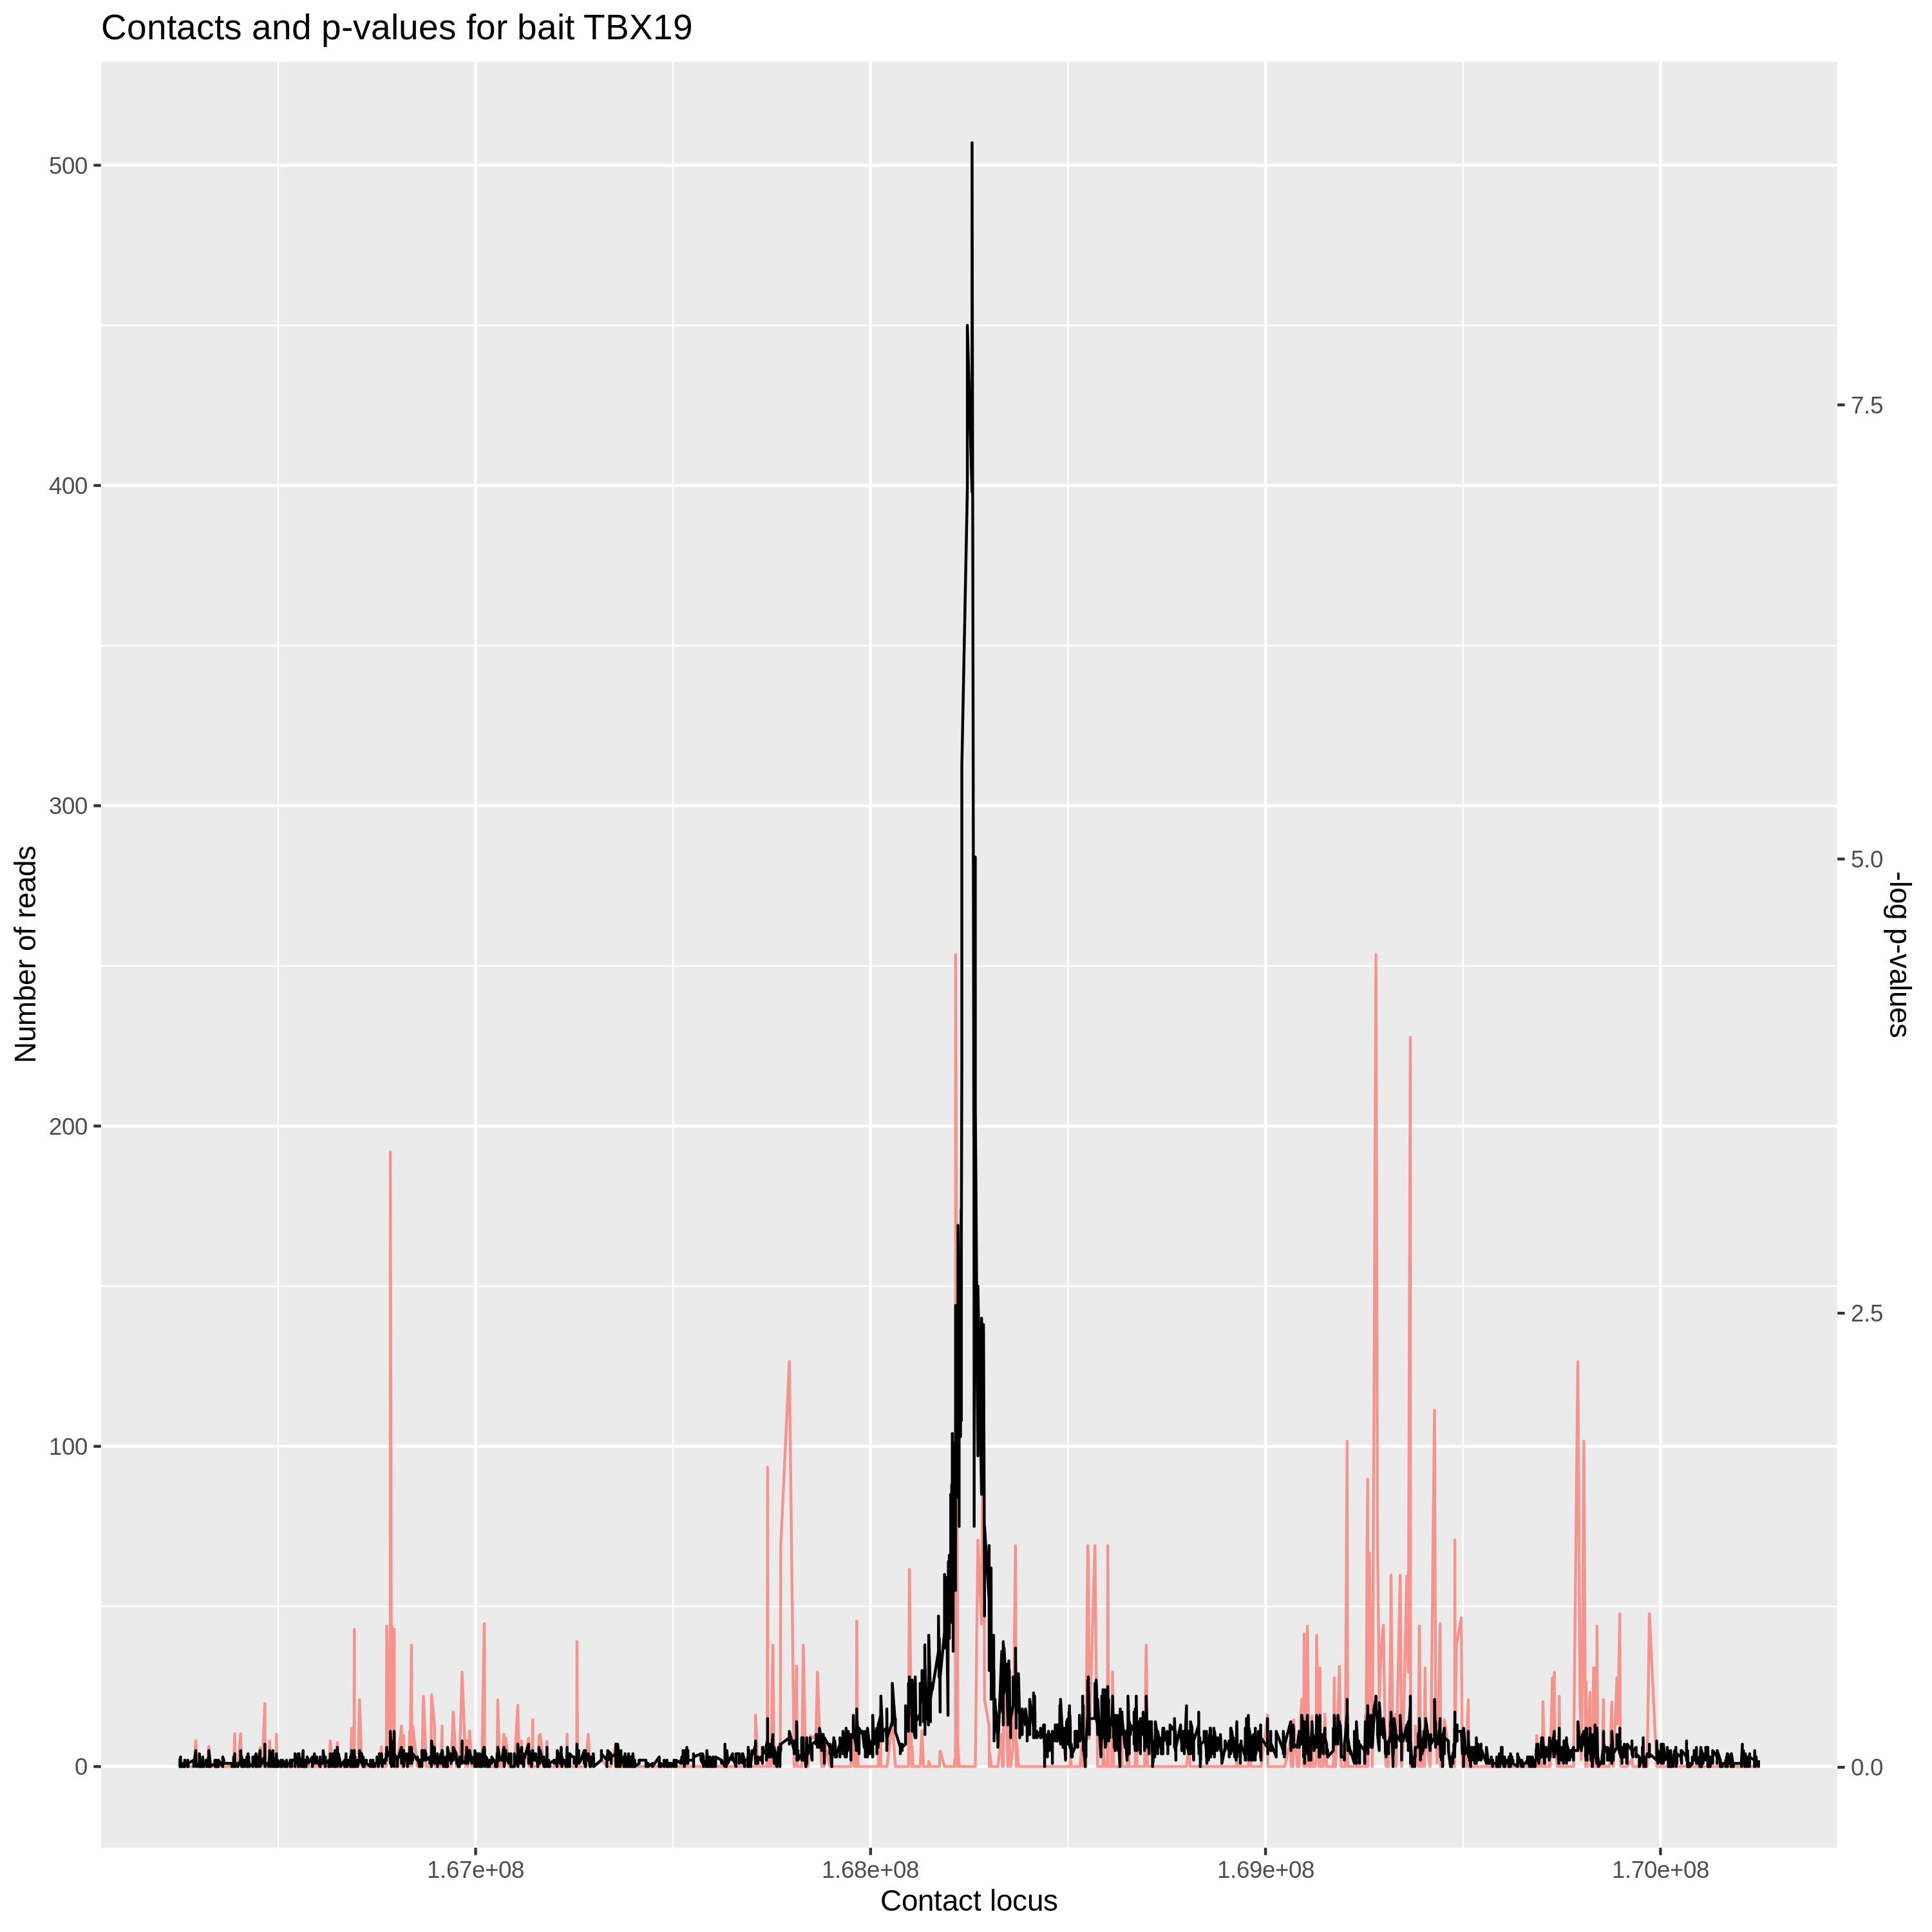 Contacts and p-values for bait TBX19
500
400
300
200
100
0
Number of reads
7.5
5.0
2.5
0.0
-log p-values
1.67e+08
1.68e+08
1.69e+08
1.70e+08
Contact locus